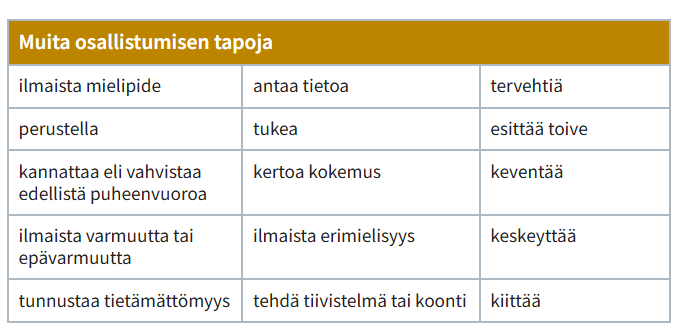 Muita osallistumisen tapoja
ilmaista mielipide
antaa tietoa
tervehtiä
perustella
tukea
esittää toive
kannattaa eli vahvistaa
edellistä puheenvuoroa
kertoa kokemus
keventää
ilmaista varmuutta tai
epävarmuutta
ilmaista erimielisyys
keskeyttää
tunnustaa tietämättömyys
tehdä tiivistelmä tai koonti
kiittää